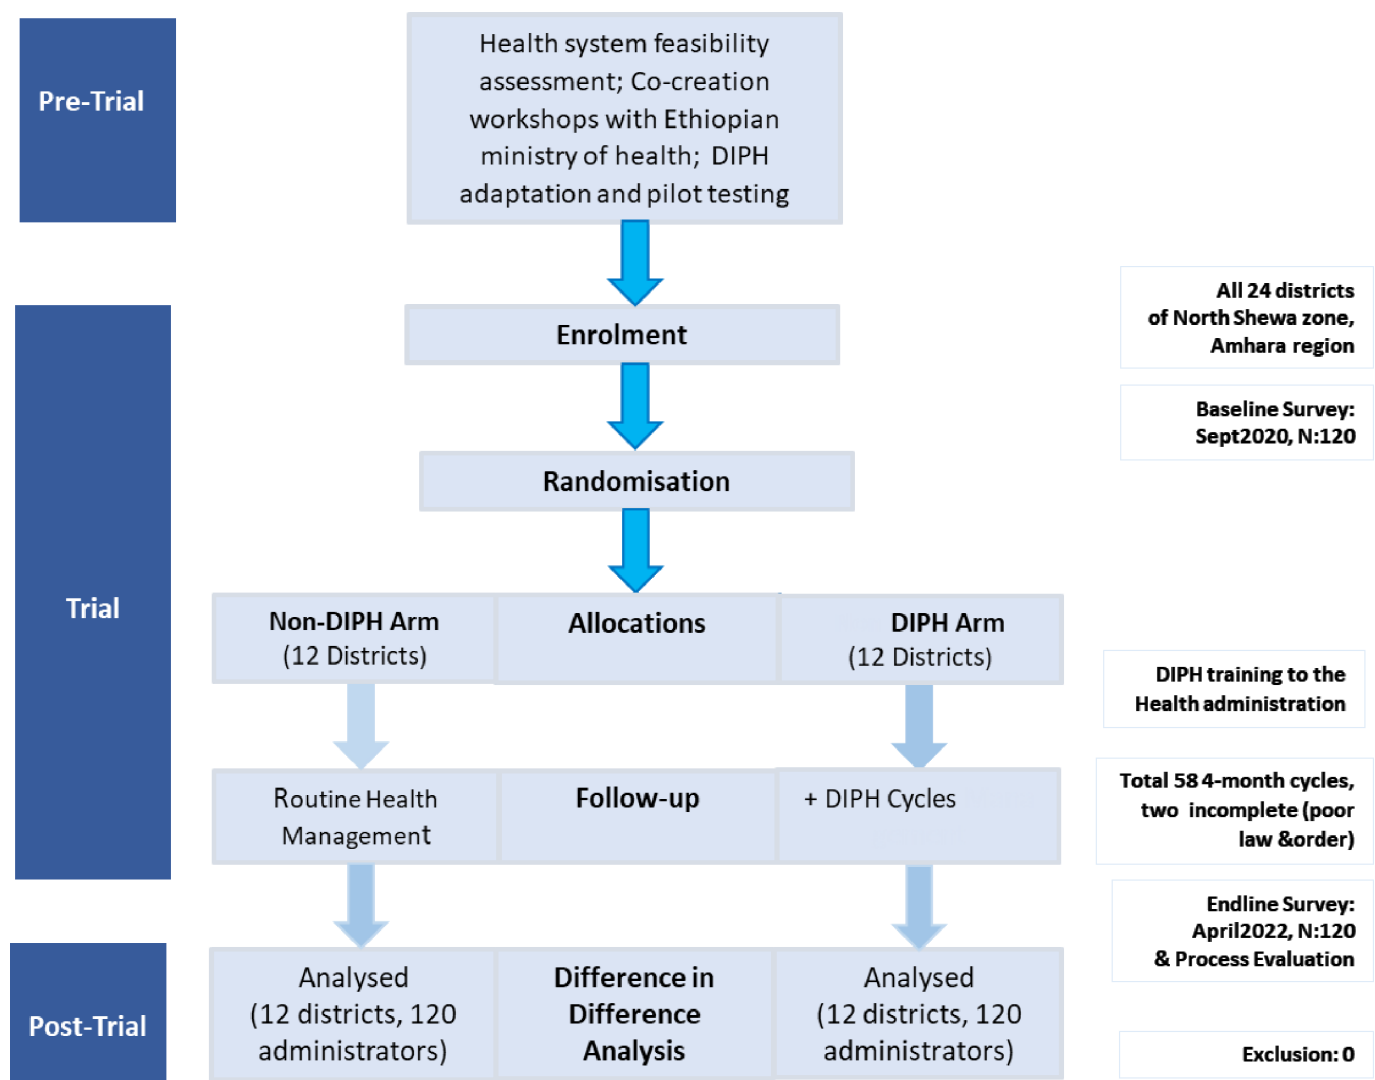 Pre-Trial
Health system feasibility
assessment; Co-creation
workshops with Ethiopian
ministry of health; DIPH
adaptation and pilot testing
Enrolment
All 24 districts
of North Shewa zone,
Amhara region
Baseline Survey:
Sept2020, N:120
Randomisation
Trial
Non-DIPH Arm
(12 Districts)
Allocations
DIPH Arm
(12 Districts)
DIPH training to the
Health administration
Routine Health
Management
Follow-up
+ DIPH Cycles
Total 58 4-month cycles,
two incomplete (poor
law &order)
Endline Survey:
April2022, N:120
& Process Evaluation
Post-Trial
Analysed
(12 districts, 120
administrators)
Difference in
Difference
Analysis
Analysed
(12 districts, 120
administrators)
Exclusion: 0